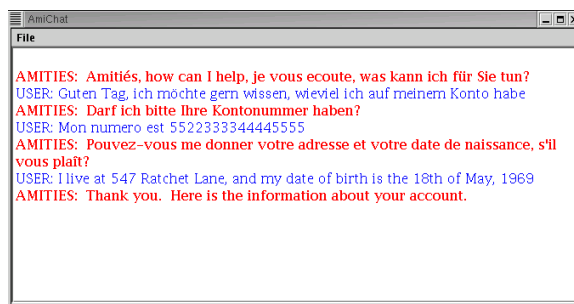 AmiChat
File
AMITIES: Amitiés, how can I help, je vous ecoute, was kann ich für Sie tun?
USER: Guten Tag, ich möchte gern wissen, wieviel ich auf meinem Konto habe
AMITIES: Darf ich bitte Ihre Kontonummer haben?
USER: Mon numero est 5522333344445555
AMITIES: Pouvez-vous me donner votre adresse et votre date de naissance, s'il
vous plaît?
USER: I live at 547 Ratchet Lane, and my date of birth is the 18th of May, 1969
AMITIES: Thank you. Here is the information about your account.